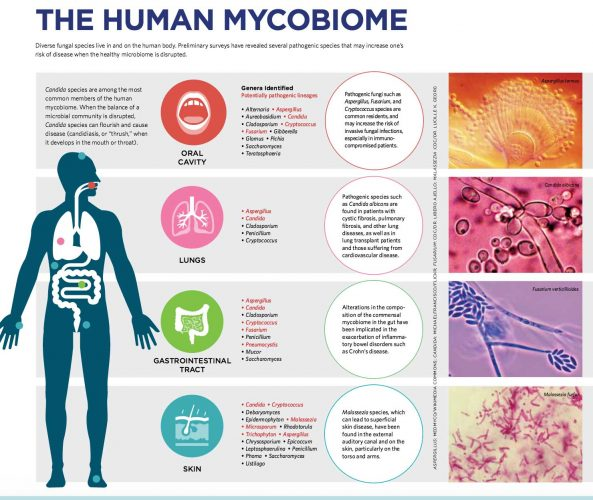 THE HUMAN MYCOBIOME
Diverse fungal species live in and on the human body. Preliminary surveys have revealed several pathogenic species that may increase one's
risk of disease when the healthy microbiome is disrupted.
Candida species are among the most
common members of the human
mycobiome. When the balance of a
microbial community is disrupted,
Candida species can flourish and cause
disease (candidiasis, or "thrush," when
it develops in the mouth or throat).
ORAL
CAVITY
Genera Identified
Potentially pathogenic lineages
• Alternaria • Aspergillus
• Aureobasidium • Candida
• Cladosporium • Cryptococcus
• Fusarium • Gibberella
• Glomus • Pichia
• Saccharomyces
• Teratosphaeria
Pathogenic fungi such as
Aspergillus, Fusarium, and
Cryptococcus species are
common residents, and
may increase the risk of
invasive fungal infections,
especially in immuno-
compromised patients.
Aspergillus terreus
LUNGS
• Aspergillus
• Candida
• Cladosporium
• Penicillium
• Cryptococcus
Pathogenic species such
as Candida albicans are
found in patients with
cystic fibrosis, pulmonary
fibrosis, and other lung
diseases, as well as in
lung transplant patients
and those suffering from
cardiovascular disease.
Candida albicans
GASTROINTESTINAL
TRACT
• Aspergillus
• Candida
• Cladosporium
• Cryptococcus
• Fusarium
• Penicillium
• Pneumocystis
• Mucor
• Saccharomyces
Alterations in the compo-
sition of the commensal
mycobiome in the gut have
been implicated in the
exacerbation of inflamma-
tory bowel disorders such
as Crohn's disease.
Fusarium verticillioides
SKIN
• Candida • Cryptococcus
• Debaryomyces
• Epidermophyton • Malassezia
• Microsporum • Rhodotorula
• Trichophyton • Aspergillus
• Chrysosporium • Epicoccum
• Leptosphaerulina • Penicillium
• Phoma • Saccharomyces
• Ustilago
Malassezia species, which
can lead to superficial
skin disease, have been
found in the external
auditory canal and on the
skin, particularly on the
torso and arms.
Malassezia furfur